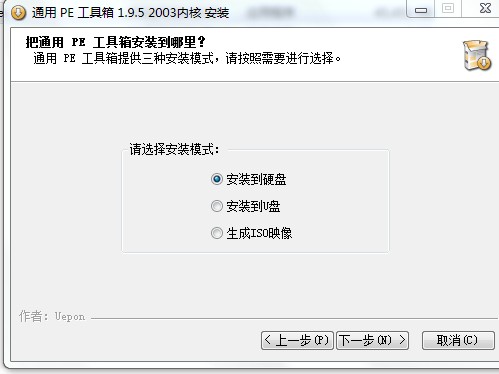 通用 PE 工具箱 1.9.5 2003内核 安装
把通用 PE 工具箱安装到哪里?
通用 PE 工具箱提供三种安装模式，请按照需要进行选择。
请选择安装模式:
安装到硬盘
安装到U盘
生成ISO映像
作者: Uepon
< 上一步(P) 下一步(N) > 取消(C)